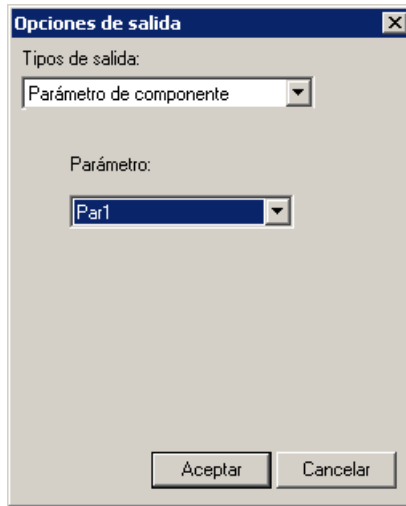 Opciones de salida
Tipos de salida:
Parámetro de componente
Parámetro:
Par1
Aceptar Cancelar